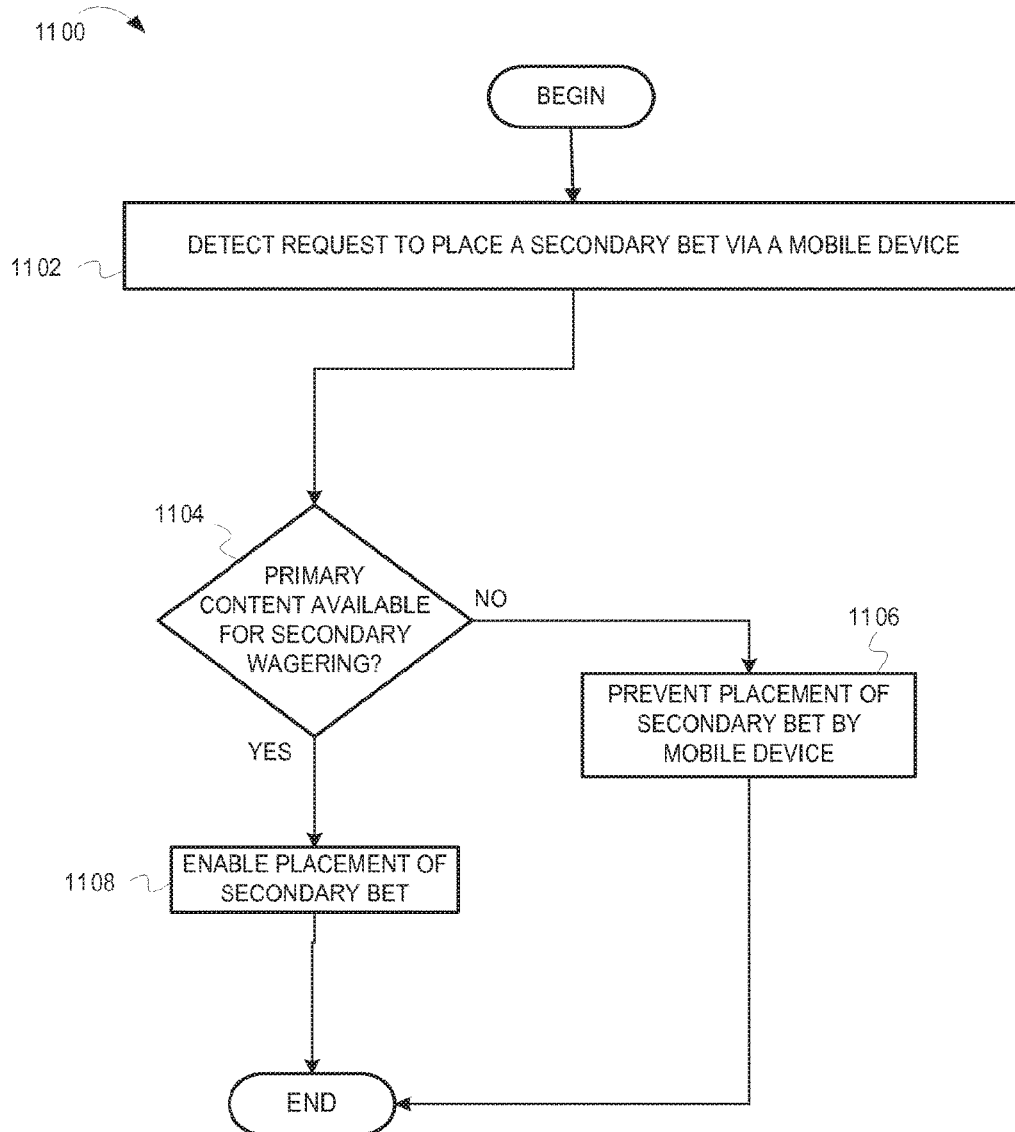 1100
BEGIN
DETECT REQUEST TO PLACE A SECONDARY BET VIA A MOBILE DEVICE
1102
1104
PRIMARY
CONTENT AVAILABLE
FOR SECONDARY
WAGERING?
NO
1106
PREVENT PLACEMENT OF
SECONDARY BET BY
MOBILE DEVICE
YES
ENABLE PLACEMENT OF
SECONDARY BET
1108
END